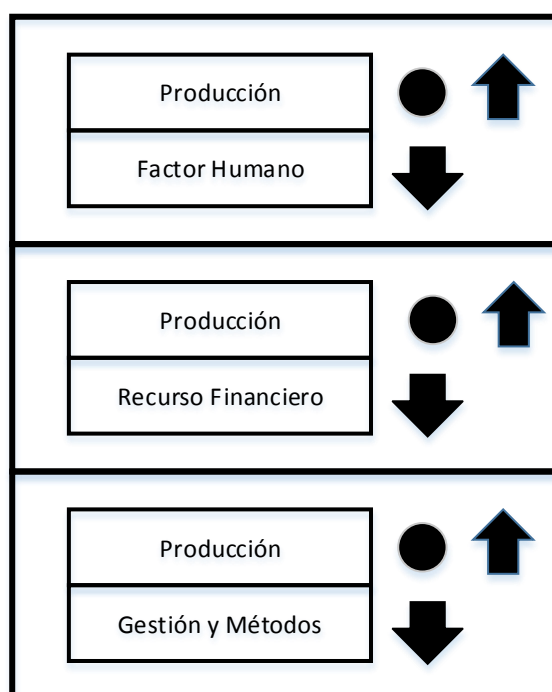 Producción
Factor Humano
Producción
Recurso Financiero
Producción
Gestión y Métodos